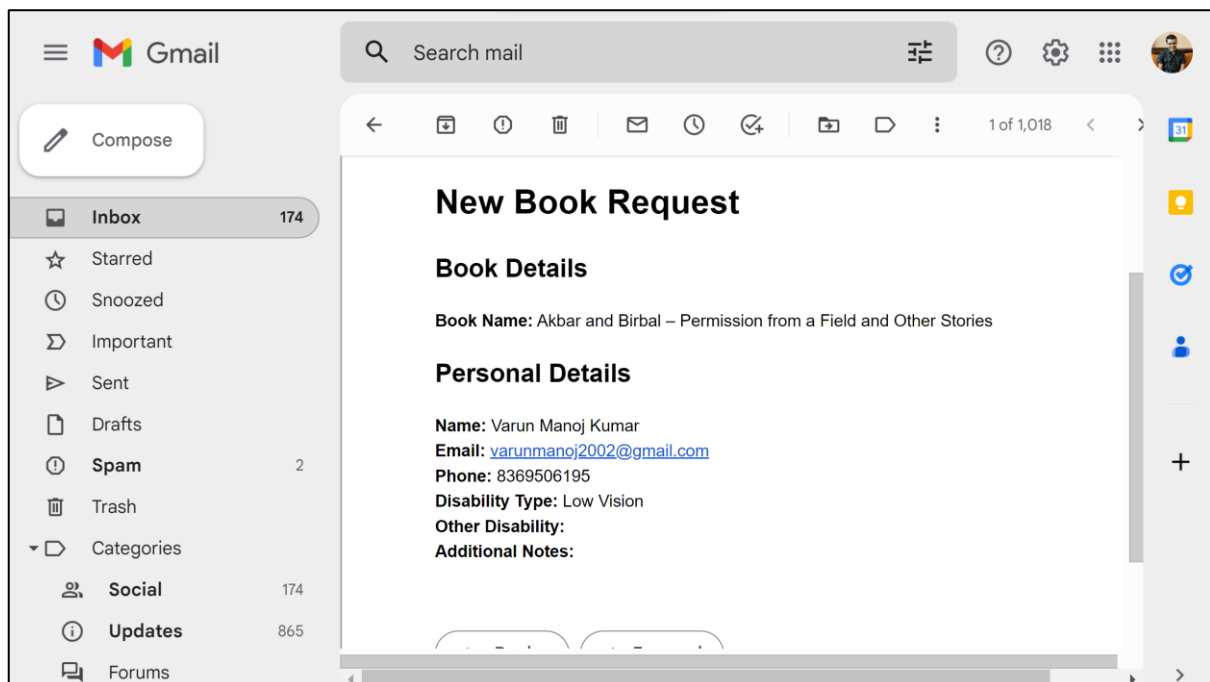 Gmail
Search mail
Compose
1 of 1,018
31
Inbox 174
Starred
Snoozed
Important
Sent
Drafts
Spam 2
Trash
Categories
Social 174
Updates 865
Forums
New Book Request
Book Details
Book Name: Akbar and Birbal – Permission from a Field and Other Stories
Personal Details
Name: Varun Manoj Kumar
Email: varunmanoj2002@gmail.com
Phone: 8369506195
Disability Type: Low Vision
Other Disability:
Additional Notes: